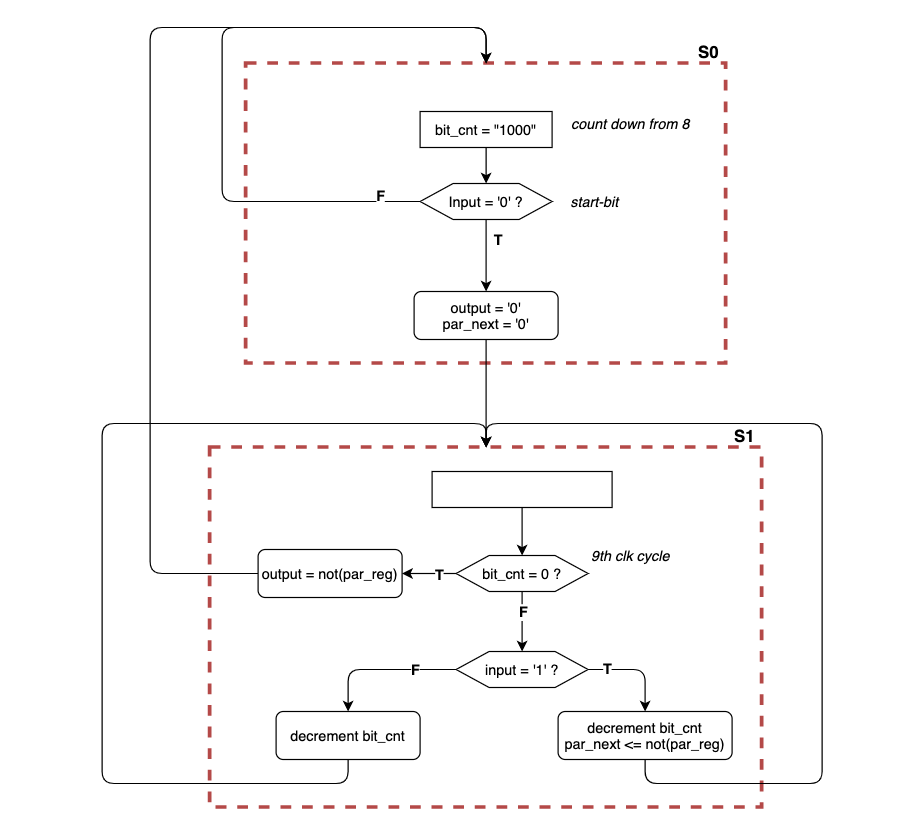 S0
bit_cnt = "1000"
count down from 8
F
Input = '0' ?
start-bit
T
output = '0'
par_next = '0'
S1
output = not(par_reg)
T
bit_cnt = 0 ?
9th clk cycle
F
F
input = '1' ?
T
decrement bit_cnt
decrement bit_cnt
par_next <= not(par_reg)